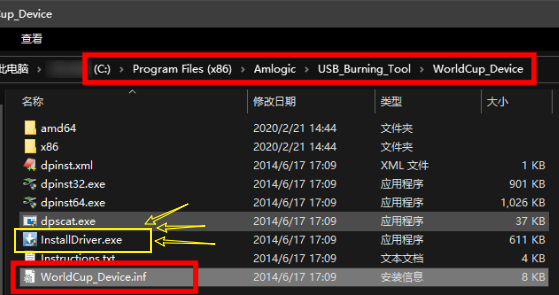 Cup_Device
查看
此电脑
(C:) › Program Files (x86) › Amlogic › USB_Burning_Tool › WorldCup_Device
名称 修改日期 类型 大小
amd64 2020/2/21 14:44 文件夹
x86 2020/2/21 14:44 文件夹
dpinst.xml 2014/6/17 17:09 XML 文件 1 KB
dpinst32.exe 2014/6/17 17:09 应用程序 901 KB
dpinst64.exe 2014/6/17 17:09 应用程序 1,026 KB
dpscat.exe 2014/6/17 17:09 应用程序 37 KB
InstallDriver.exe 2014/6/17 17:09 应用程序 611 KB
Instructions.txt 2014/6/17 17:09 文本文档 4 KB
WorldCup_Device.inf 2014/6/17 17:09 安装信息 8 KB